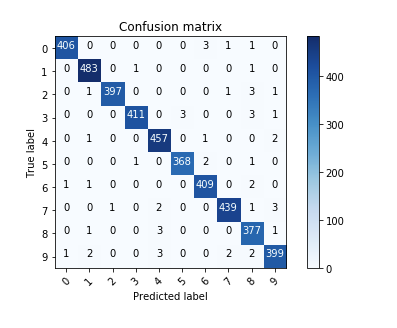 Confusion matrix
0 406 0 0 0 0 0 3 1 1 0
1 0 483 0 1 0 0 0 0 1 0
2 0 1 397 0 0 0 0 1 3 1
3 0 0 0 411 0 3 0 0 3 1
4 0 1 0 0 457 0 1 0 0 2
5 0 0 0 1 0 368 2 0 1 0
6 1 1 0 0 0 0 409 0 2 0
7 0 0 1 0 2 0 0 439 1 3
8 0 1 0 0 3 0 0 0 377 1
9 1 2 0 0 3 0 0 2 2 399
0 1 2 3 4 5 6 7 8 9
True label
Predicted label
400
300
200
100
0